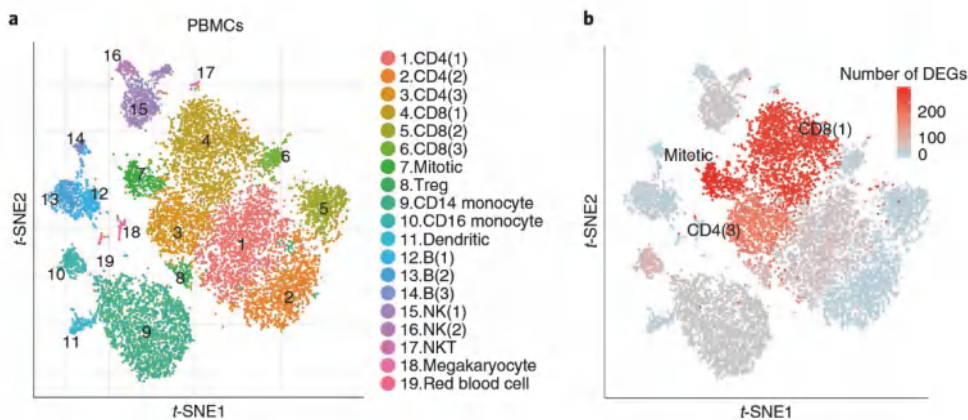 a
PBMCs
16
17
15
4
14
6
7
13
12
5
3
1
18
10
19
8
2
9
11
t-SNE2
t-SNE1
1.CD4(1)
2.CD4(2)
3.CD4(3)
4.CD8(1)
5.CD8(2)
6.CD8(3)
7.Mitotic
8.Treg
9.CD14 monocyte
10.CD16 monocyte
11.Dendritic
12.B(1)
13.B(2)
14.B(3)
15.NK(1)
16.NK(2)
17.NKT
18.Megakaryocyte
19.Red blood cell
b
Number of DEGs
200
100
0
CD8(1)
Mitotic
CD4(3)
t-SNE2
t-SNE1